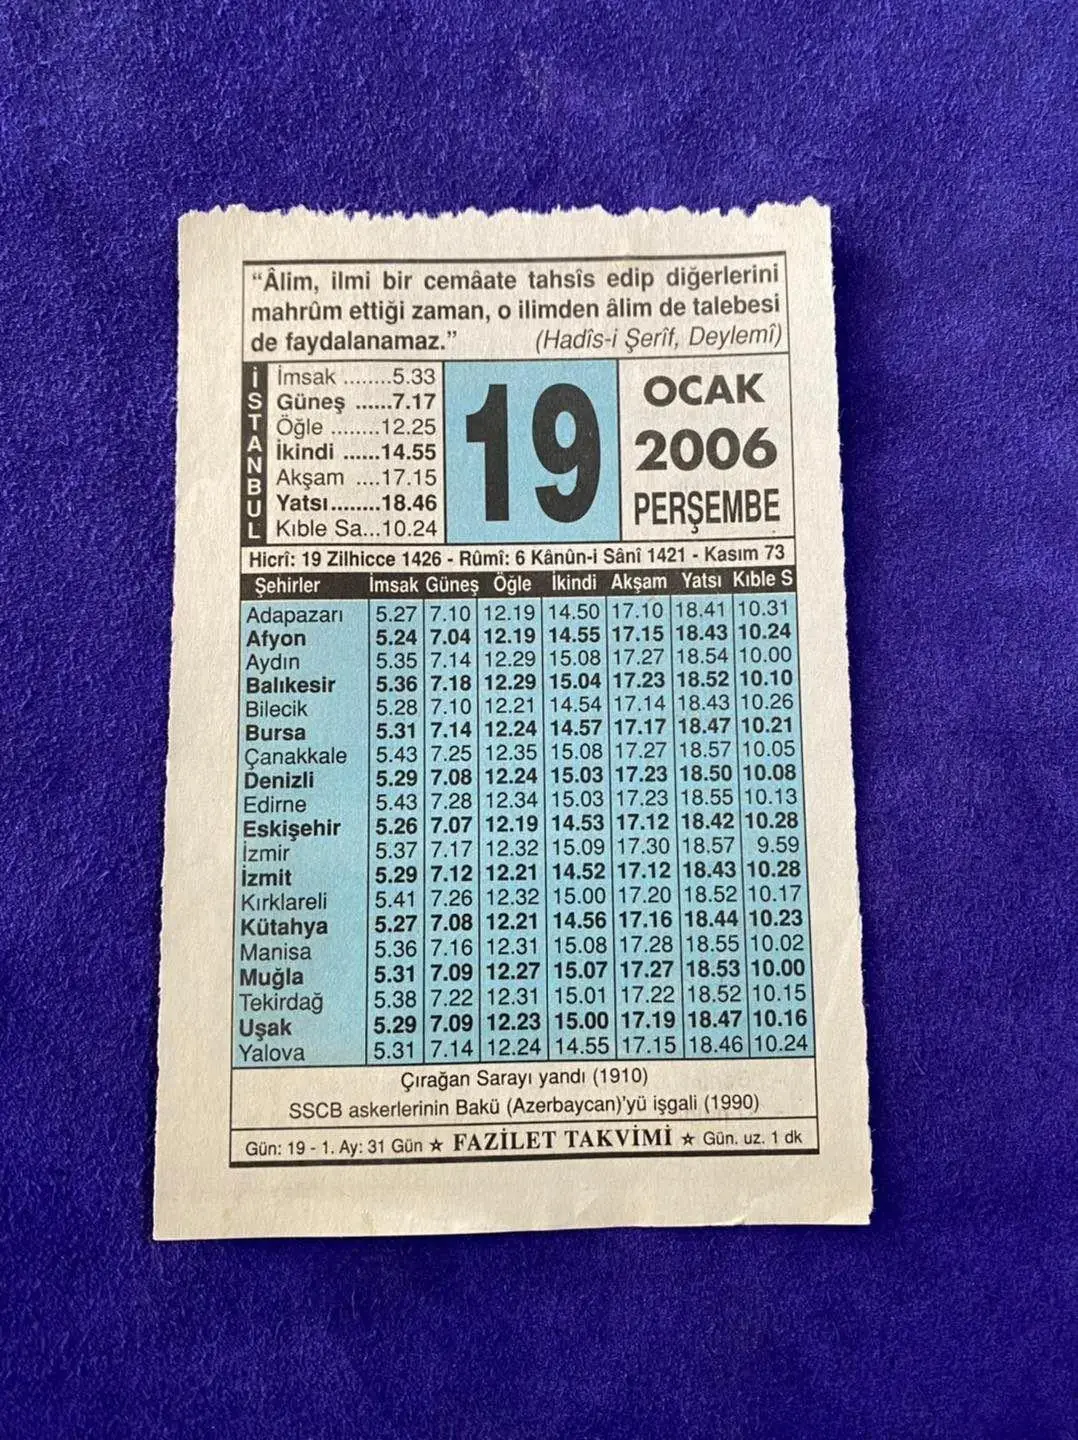 “Âlim, ilmi bir cemâate tahsîs edip diğerlerini
mahrûm ettiği zaman, o ilimden âlim de talebesi
de faydalanamaz.” (Hadîs-i Şerîf, Deylemî)
İSTANBUL
İmsak ........5.33
Güneş ......7.17
Öğle ........12.25
İkindi ......14.55
Akşam ....17.15
Yatsı........18.46
Kıble Sa...10.24
19
OCAK
2006
PERŞEMBE
Hicrî: 19 Zilhicce 1426 - Rûmî: 6 Kânûn-i Sânî 1421 - Kasım 73
Şehirler İmsak Güneş Öğle İkindi Akşam Yatsı Kıble S
Adapazarı 5.27 7.10 12.19 14.50 17.10 18.41 10.31
Afyon 5.24 7.04 12.19 14.55 17.15 18.43 10.24
Aydın 5.35 7.14 12.29 15.08 17.27 18.54 10.00
Balıkesir 5.36 7.18 12.29 15.04 17.23 18.52 10.10
Bilecik 5.28 7.10 12.21 14.54 17.14 18.43 10.26
Bursa 5.31 7.14 12.24 14.57 17.17 18.47 10.21
Çanakkale 5.43 7.25 12.35 15.08 17.27 18.57 10.05
Denizli 5.29 7.08 12.24 15.03 17.23 18.50 10.08
Edirne 5.43 7.28 12.34 15.03 17.23 18.55 10.13
Eskişehir 5.26 7.07 12.19 14.53 17.12 18.42 10.28
İzmir 5.37 7.17 12.32 15.09 17.30 18.57 9.59
İzmit 5.29 7.12 12.21 14.52 17.12 18.43 10.28
Kırklareli 5.41 7.26 12.32 15.00 17.20 18.52 10.17
Kütahya 5.27 7.08 12.21 14.56 17.16 18.44 10.23
Manisa 5.36 7.16 12.31 15.08 17.28 18.55 10.02
Muğla 5.31 7.09 12.27 15.07 17.27 18.53 10.00
Tekirdağ 5.38 7.22 12.31 15.01 17.22 18.52 10.15
Uşak 5.29 7.09 12.23 15.00 17.19 18.47 10.16
Yalova 5.31 7.14 12.24 14.55 17.15 18.46 10.24
Çırağan Sarayı yandı (1910)
SSCB askerlerinin Bakü (Azerbaycan)’yü işgali (1990)
Gün: 19 - 1. Ay: 31 Gün ☆ FAZİLET TAKVİMİ ☆ Gün. uz. 1 dk